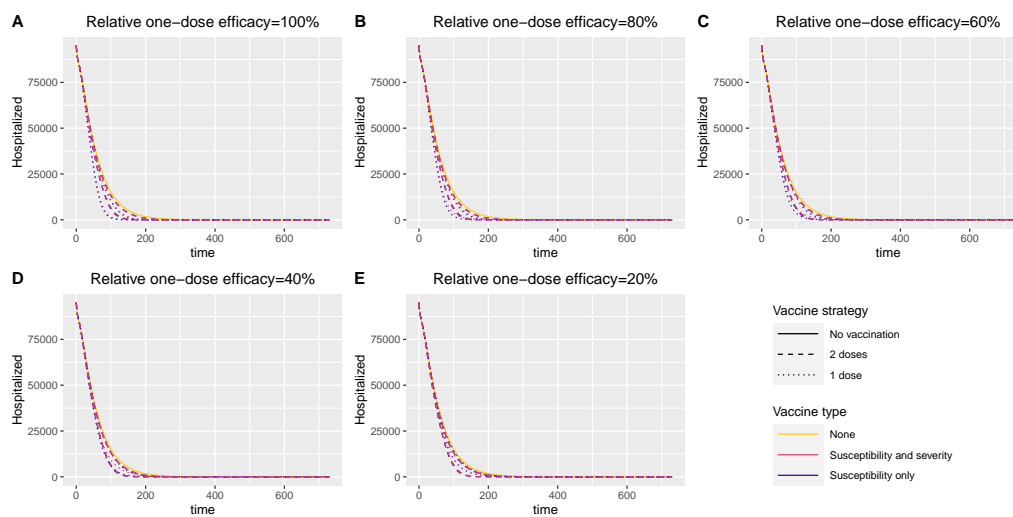 A Relative one−dose efficacy=100%
Hospitalized
75000
50000
25000
0
0 200 400 600
time
B Relative one−dose efficacy=80%
Hospitalized
75000
50000
25000
0
0 200 400 600
time
C Relative one−dose efficacy=60%
Hospitalized
75000
50000
25000
0
0 200 400 600
time
D Relative one−dose efficacy=40%
Hospitalized
75000
50000
25000
0
0 200 400 600
time
E Relative one−dose efficacy=20%
Hospitalized
75000
50000
25000
0
0 200 400 600
time
Vaccine strategy
No vaccination
2 doses
1 dose
Vaccine type
None
Susceptibility and severity
Susceptibility only